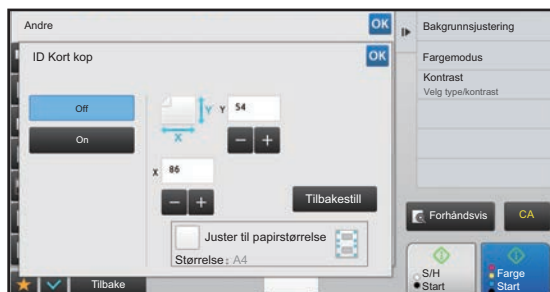 Andre
OK
ID Kort kop
OK
Off
On
Y
Y 54
X
X 86
Tilbakestill
Juster til papirstørrelse
Størrelse : A4
Tilbake
Bakgrunnsjustering
Fargemodus
Kontrast
Velg type/kontrast
Forhåndsvis
CA
S/H
Start
Farge
Start